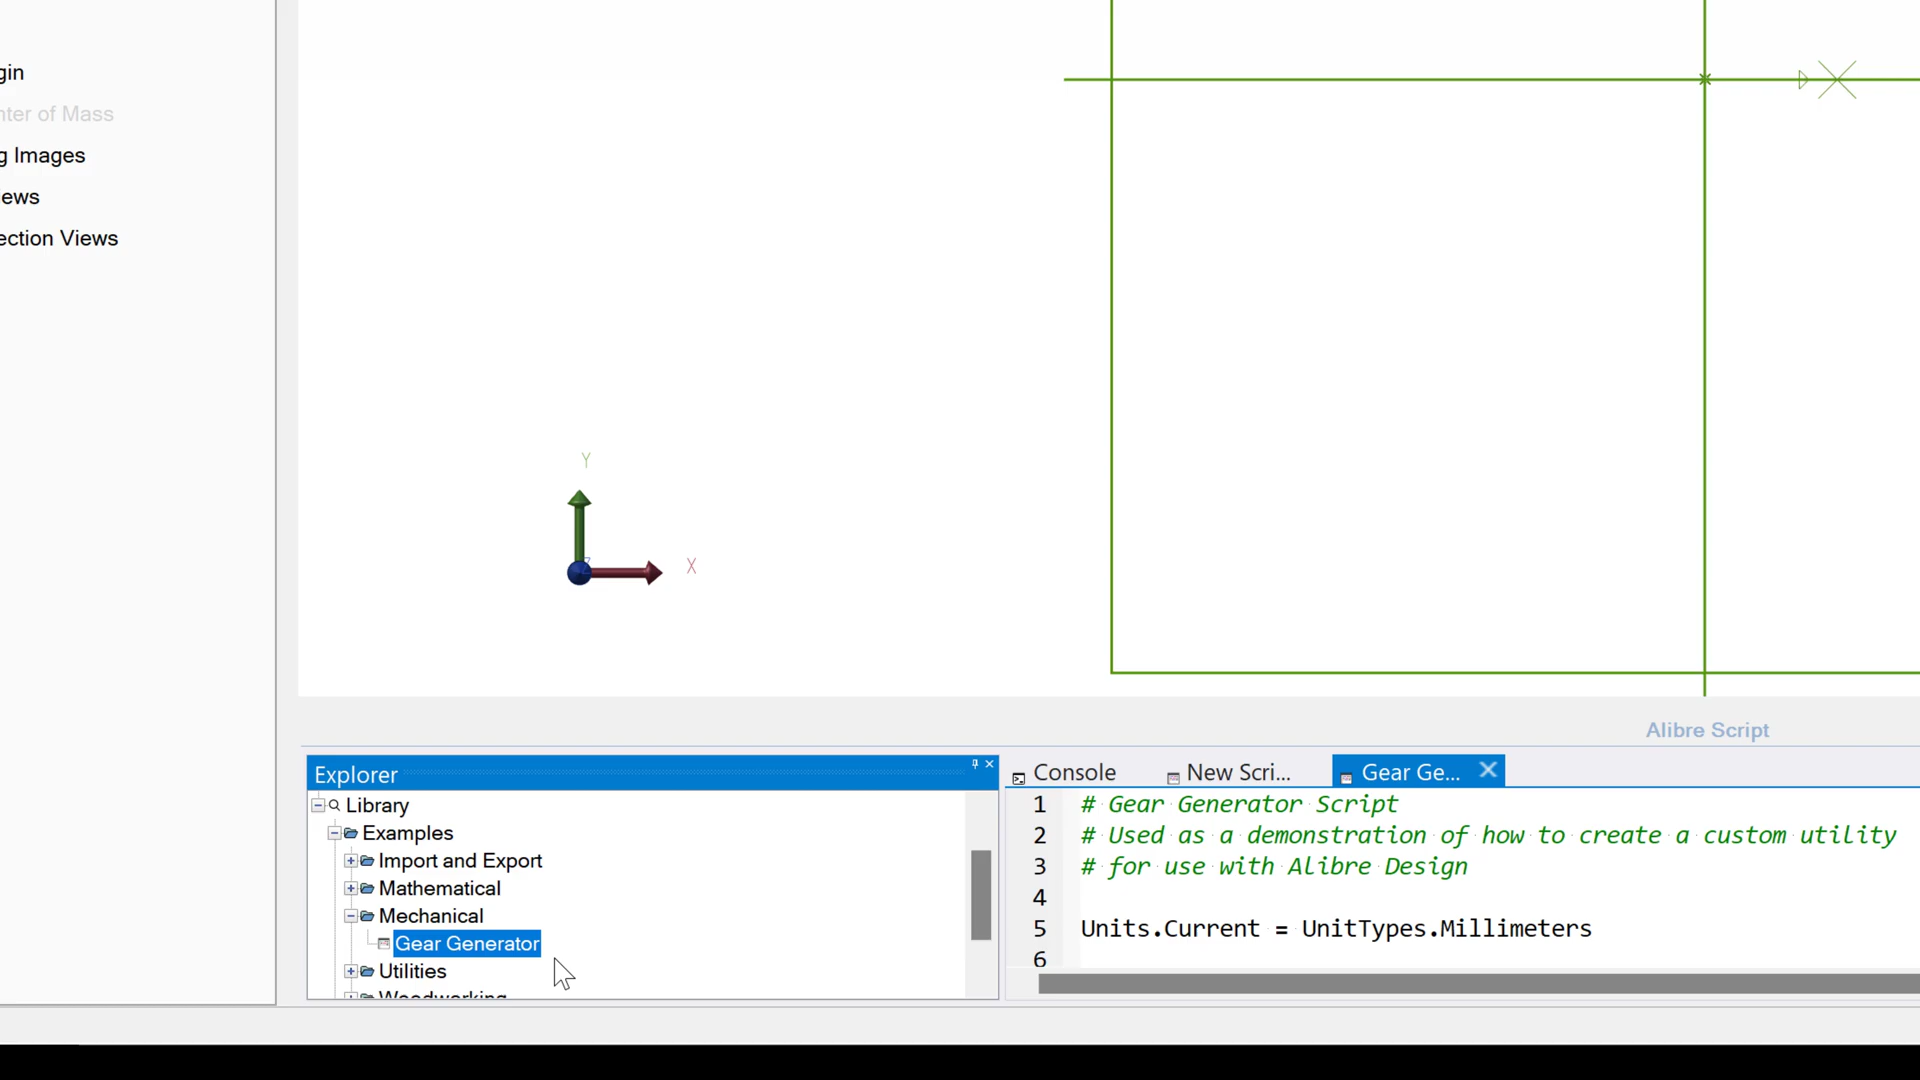 gin
nter of Mass
g Images
ews
ection Views
Y
X
Alibre Script
Explorer
Library
Examples
Import and Export
Mathematical
Mechanical
Gear Generator
Utilities
Woodworking
Console
New Scri...
Gear Ge...
1 # Gear Generator Script
2 # Used as a demonstration of how to create a custom utility
3 # for use with Alibre Design
4
5 Units.Current = UnitTypes.Millimeters
6